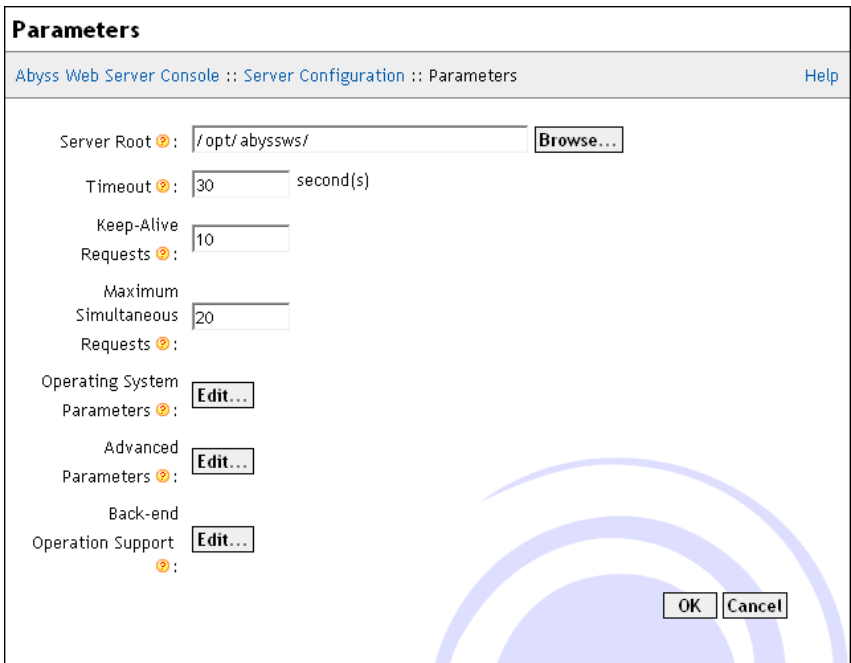 Parameters
Abyss Web Server Console :: Server Configuration :: Parameters Help
Server Root ?: /opt/abyssws/ Browse...
Timeout ?: 30 second(s)
Keep-Alive
Requests ?: 10
Maximum
Simultaneous
Requests ?: 20
Operating System
Parameters ?: Edit...
Advanced
Parameters ?: Edit...
Back-end
Operation Support
?: Edit...
OK Cancel